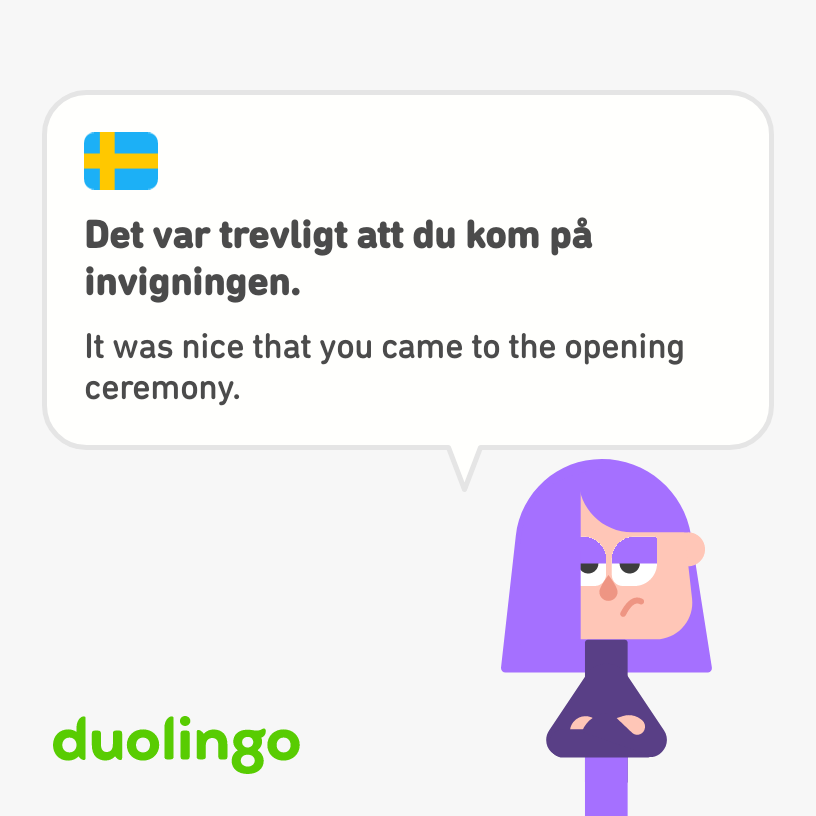 Det var trevligt att du kom på
invigningen.
It was nice that you came to the opening
ceremony.
duolingo